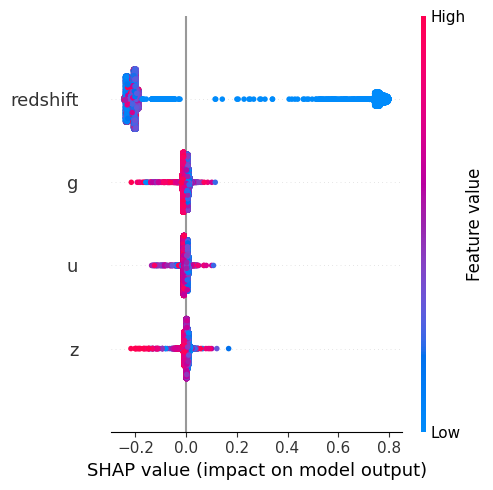 High
redshift
g
u
z
Feature value
Low
−0.2 0.0 0.2 0.4 0.6 0.8
SHAP value (impact on model output)